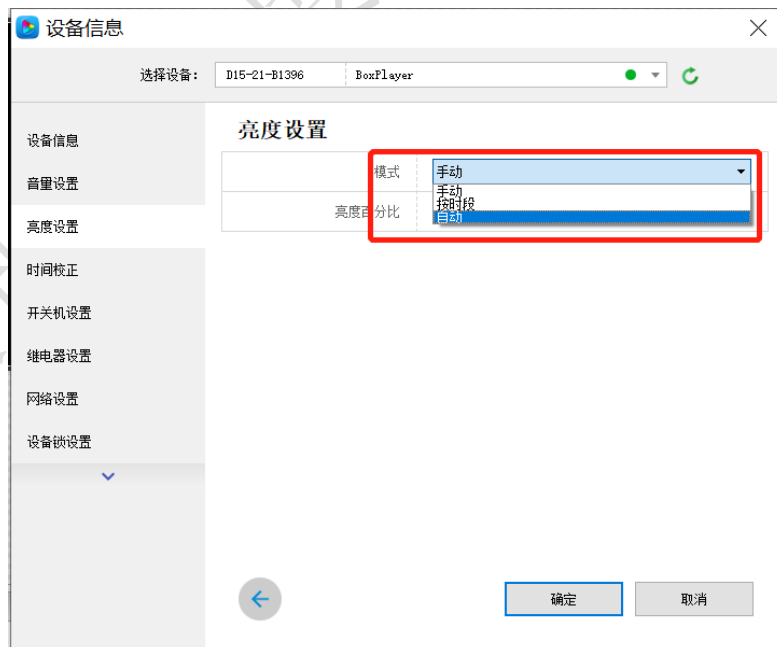 设备信息
选择设备： D15-21-B1396 BoxPlayer
亮度设置
设备信息
音量设置
亮度设置
时间校正
开关机设置
继电器设置
网络设置
设备锁设置
模式 手动
手动
按时段
自动
亮度百分比
确定 取消